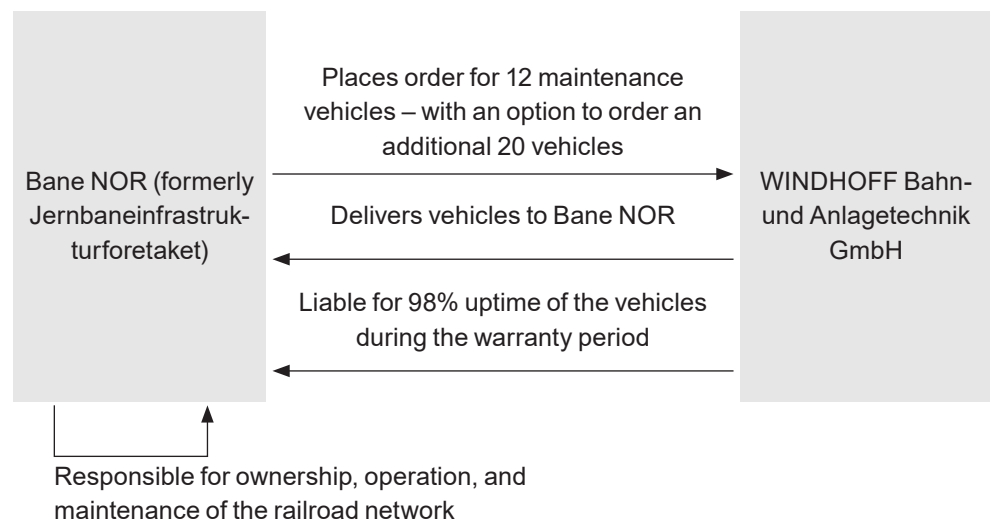 Places order for 12 maintenance
vehicles – with an option to order an
additional 20 vehicles
Bane NOR (formerly
Jernbaneinfrastruk-
turforetaket)
WINDHOFF Bahn-
und Anlagetechnik
GmbH
Delivers vehicles to Bane NOR
Liable for 98% uptime of the vehicles
during the warranty period
Responsible for ownership, operation, and
maintenance of the railroad network